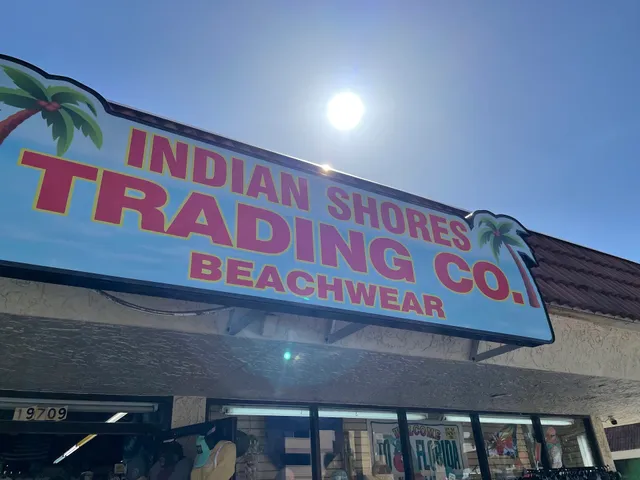 INDIAN SHORES
TRADING CO.
BEACHWEAR
19709
FLORIDA